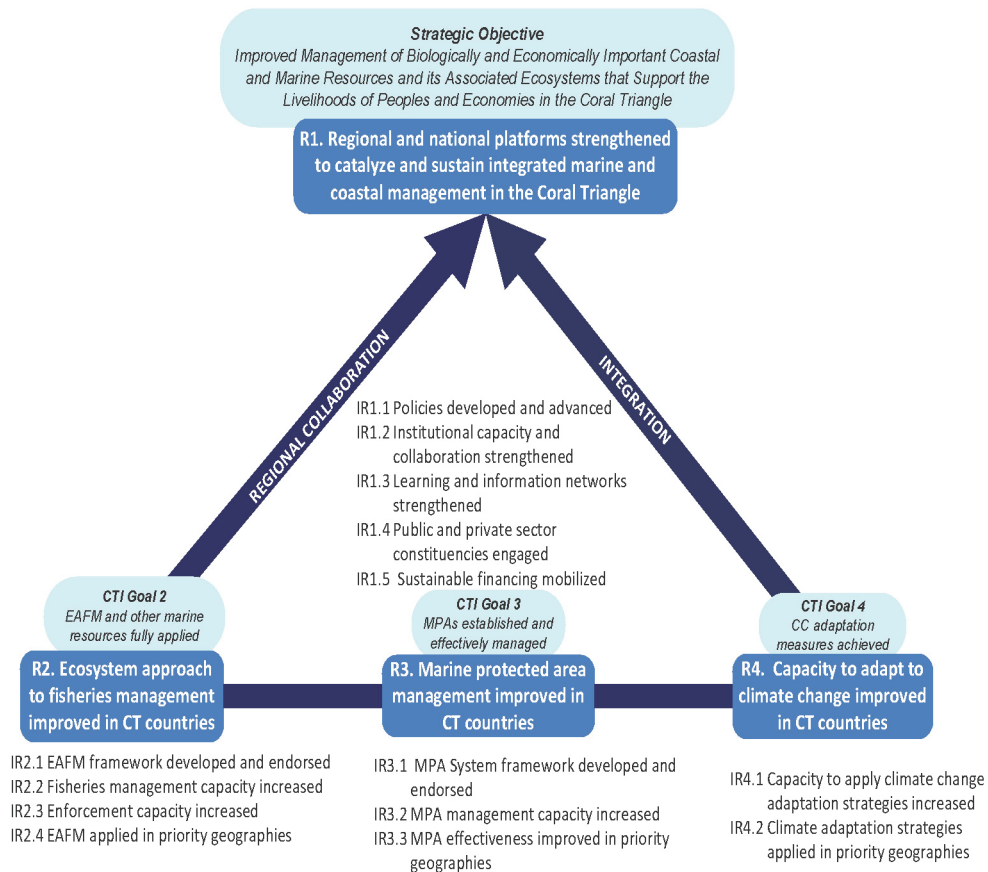 Strategic Objective
Improved Management of Biologically and Economically Important Coastal
and Marine Resources and its Associated Ecosystems that Support the
Livelihoods of Peoples and Economies in the Coral Triangle
R1. Regional and national platforms strengthened
to catalyze and sustain integrated marine and
coastal management in the Coral Triangle
REGIONAL COLLABORATION
INTEGRATION
IR1.1 Policies developed and advanced
IR1.2 Institutional capacity and
collaboration strengthened
IR1.3 Learning and information networks
strengthened
IR1.4 Public and private sector
constituencies engaged
IR1.5 Sustainable financing mobilized
CTI Goal 2
EAFM and other marine
resources fully applied
R2. Ecosystem approach
to fisheries management
improved in CT countries
IR2.1 EAFM framework developed and endorsed
IR2.2 Fisheries management capacity increased
IR2.3 Enforcement capacity increased
IR2.4 EAFM applied in priority geographies
CTI Goal 3
MPAs established and
effectively managed
R3. Marine protected area
management improved in
CT countries
IR3.1 MPA System framework developed and
endorsed
IR3.2 MPA management capacity increased
IR3.3 MPA effectiveness improved in priority
geographies
CTI Goal 4
CC adaptation
measures achieved
R4. Capacity to adapt to
climate change improved
in CT countries
IR4.1 Capacity to apply climate change
adaptation strategies increased
IR4.2 Climate adaptation strategies
applied in priority geographies